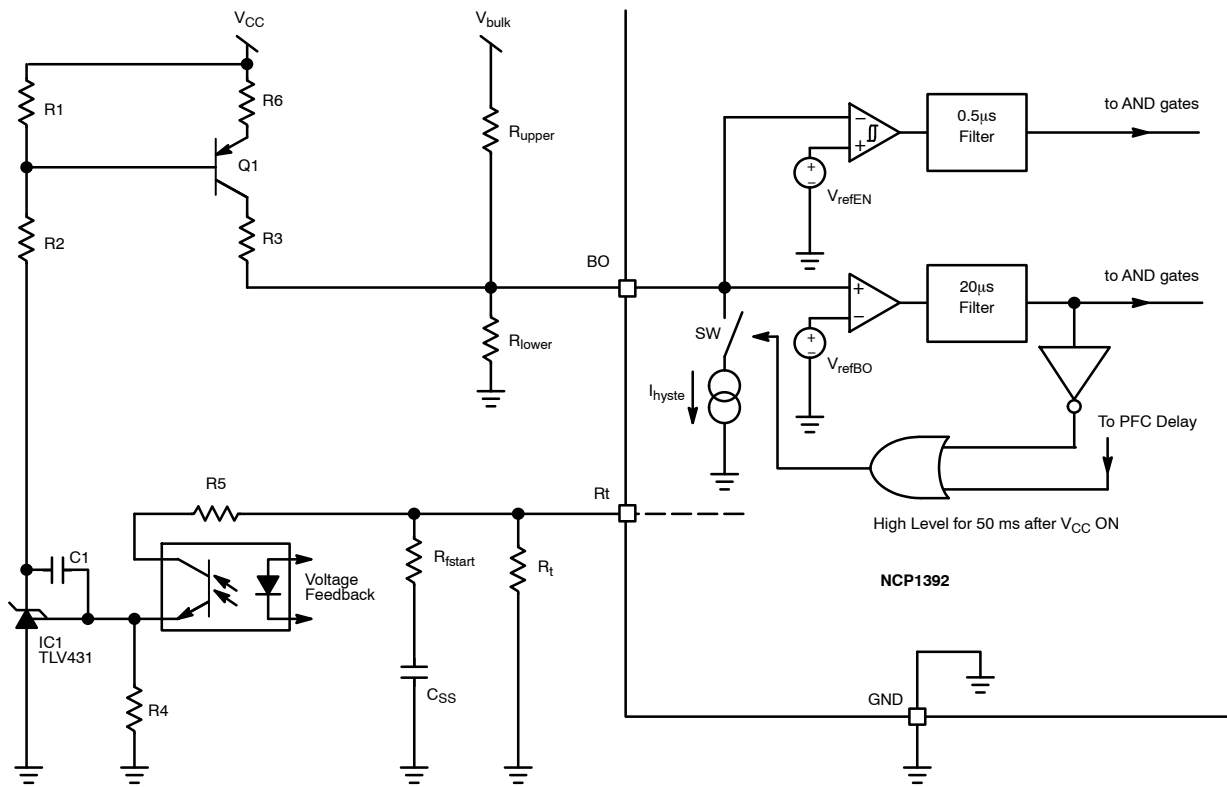 VCC
Vbulk
R1
R6
Rupper
0.5µs
Filter
to AND gates
Q1
VrefEN
R2
R3
BO
20µs
Filter
to AND gates
SW
Rlower
VrefBO
Ihyste
To PFC Delay
R5
Rt
High Level for 50 ms after VCC ON
C1
Rfstart
Rt
Voltage
Feedback
NCP1392
IC1
TLV431
CSS
R4
GND